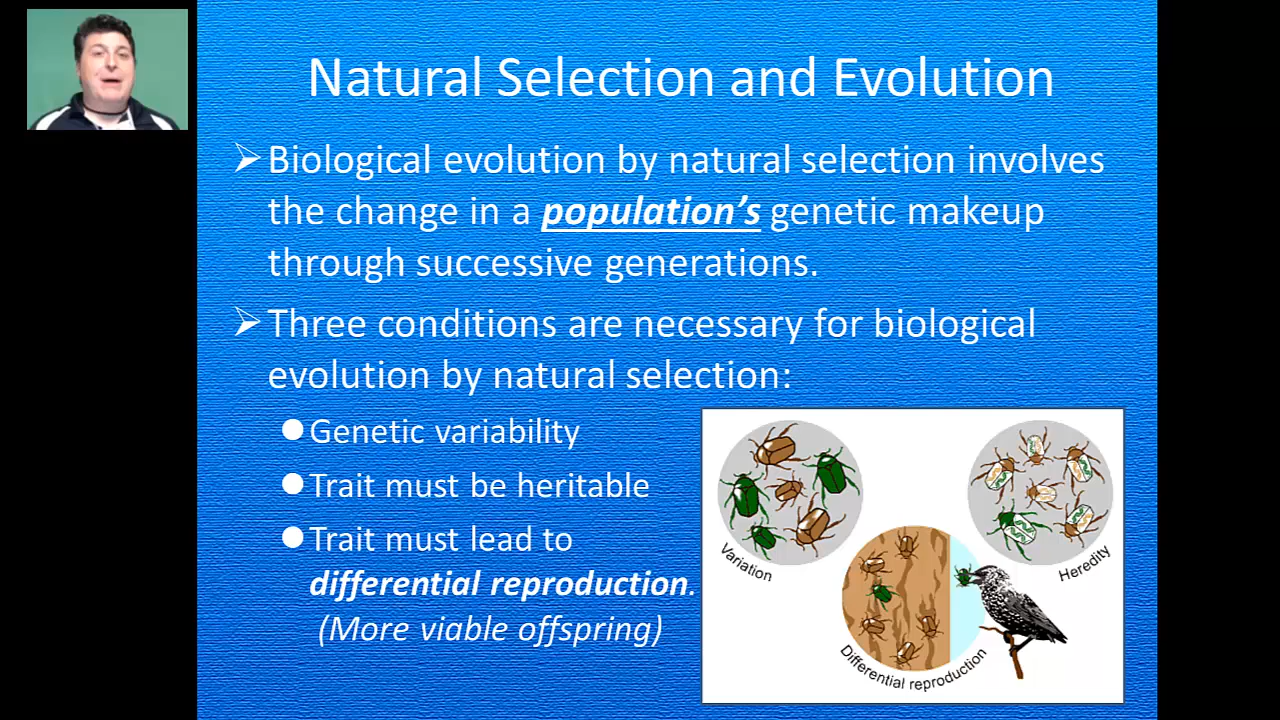 Natural Selection and Evolution
➢Biological evolution by natural selection involves
the change in a population’s genetic makeup
through successive generations.
➢Three conditions are necessary for biological
evolution by natural selection:
●Genetic variability
●Trait must be heritable
●Trait must lead to
differential reproduction.
(More viable offspring)
Variation
Heredity
Differential reproduction